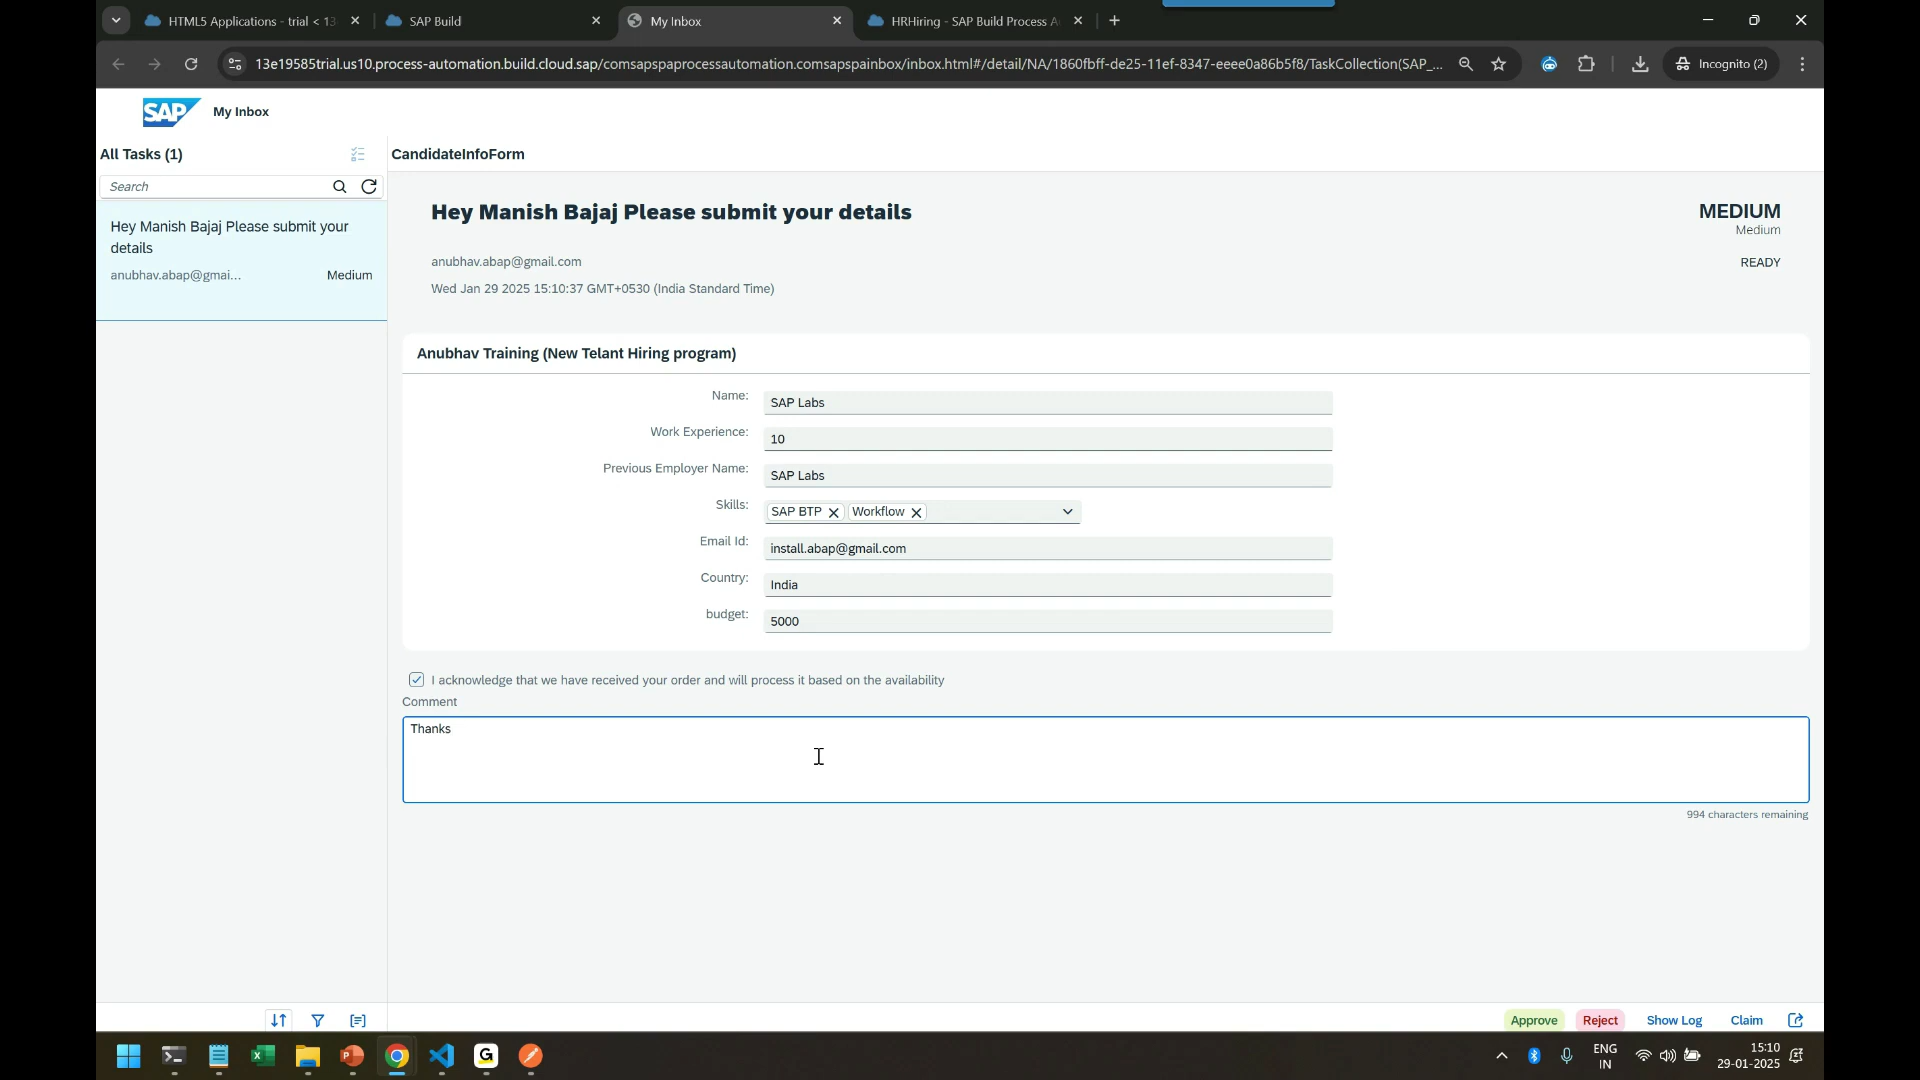 HTML5 Applications - trial < 13
SAP Build
My Inbox
HRHiring - SAP Build Process A
13e19585trial.us10.process-automation.build.cloud.sap/comsapspaprocessautomation.comsapspainbox/inbox.html#/detail/NA/1860fbff-de25-11ef-8347-eeee0a86b5f8/TaskCollection(SAP_...
Incognito (2)
SAP My Inbox
All Tasks (1)
CandidateInfoForm
Search
Hey Manish Bajaj Please submit your
details
anubhav.abap@gmai... Medium
Hey Manish Bajaj Please submit your details
MEDIUM
Medium
anubhav.abap@gmail.com
READY
Wed Jan 29 2025 15:10:37 GMT+0530 (India Standard Time)
Anubhav Training (New Telant Hiring program)
Name: SAP Labs
Work Experience: 10
Previous Employer Name: SAP Labs
Skills: SAP BTP Workflow
Email Id: install.abap@gmail.com
Country: India
budget: 5000
I acknowledge that we have received your order and will process it based on the availability
Comment
Thanks
994 characters remaining
Approve Reject Show Log Claim
ENG
IN
15:10
29-01-2025